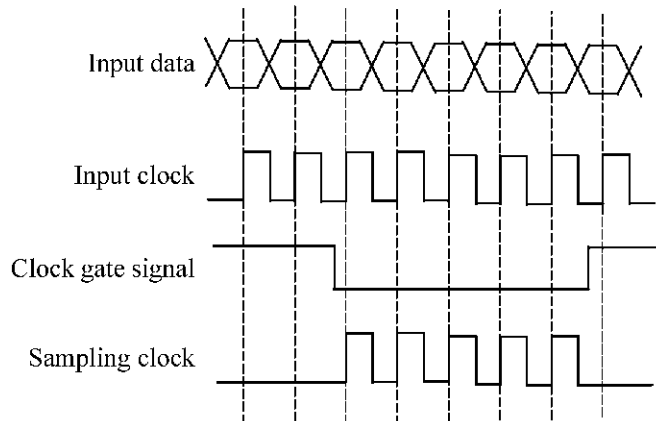 Input data
Input clock
Clock gate signal
Sampling clock